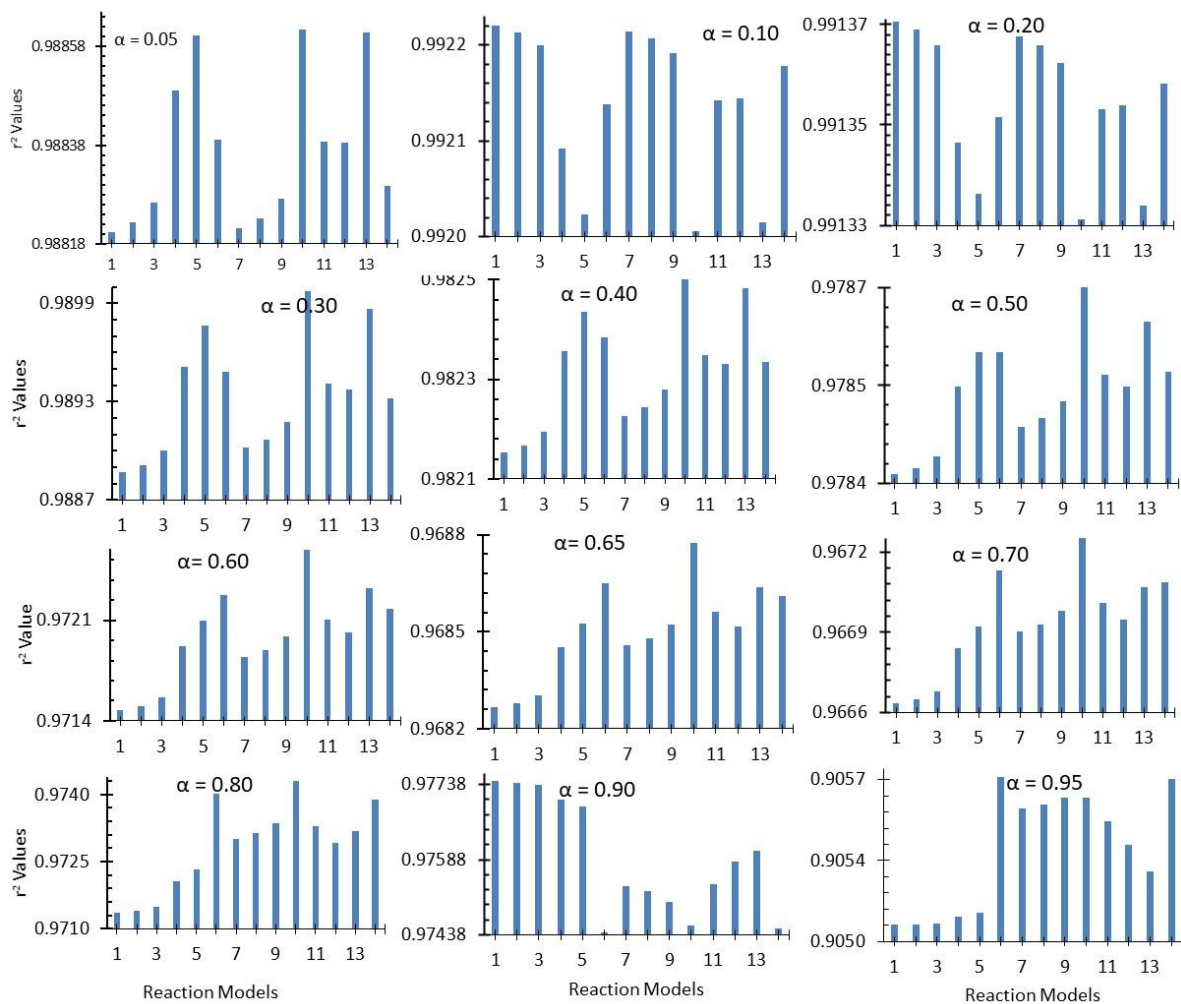 α = 0.05
r² Values
0.98858
0.98838
0.98818
1 3 5 7 9 11 13
α = 0.10
0.9922
0.9921
0.9920
1 3 5 7 9 11 13
α = 0.20
0.99137
0.99135
0.99133
1 3 5 7 9 11 13
α = 0.30
r² Values
0.9899
0.9893
0.9887
1 3 5 7 9 11 13
α = 0.40
0.9825
0.9823
0.9821
1 3 5 7 9 11 13
α = 0.50
0.9787
0.9785
0.9784
1 3 5 7 9 11 13
α= 0.60
r² Value
0.9721
0.9714
1 3 5 7 9 11 13
α= 0.65
0.9688
0.9685
0.9682
1 3 5 7 9 11 13
α = 0.70
0.9672
0.9669
0.9666
1 3 5 7 9 11 13
α = 0.80
r² Values
0.9740
0.9725
0.9710
1 3 5 7 9 11 13
Reaction Models
α = 0.90
0.97738
0.97588
0.97438
1 3 5 7 9 11 13
Reaction Models
α = 0.95
0.9057
0.9054
0.9050
1 3 5 7 9 11 13
Reaction Models